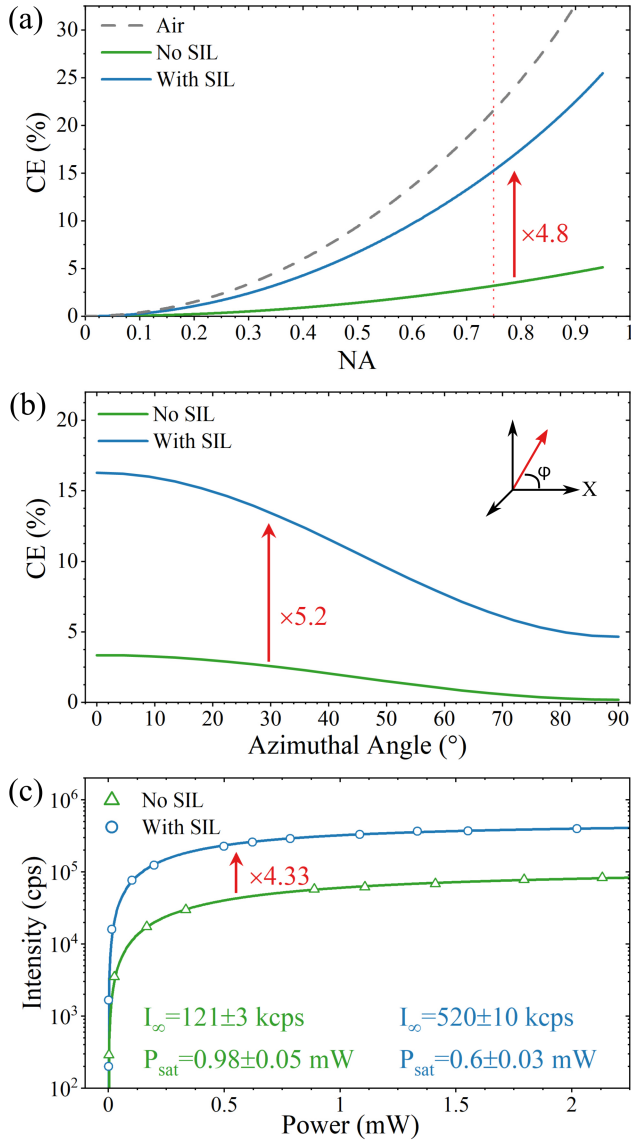 (a)
Air
No SIL
With SIL
CE (%)
30
25
20
15
10
5
0
×4.8
0 0.1 0.2 0.3 0.4 0.5 0.6 0.7 0.8 0.9 1
NA
(b)
No SIL
With SIL
φ
X
CE (%)
20
15
10
5
0
×5.2
0 10 20 30 40 50 60 70 80 90
Azimuthal Angle (°)
(c)
No SIL
With SIL
×4.33
Intensity (cps)
10⁶
10⁵
10⁴
10³
10²
I∞=121±3 kcps
Psat=0.98±0.05 mW
I∞=520±10 kcps
Psat=0.6±0.03 mW
0 0.5 1 1.5 2
Power (mW)